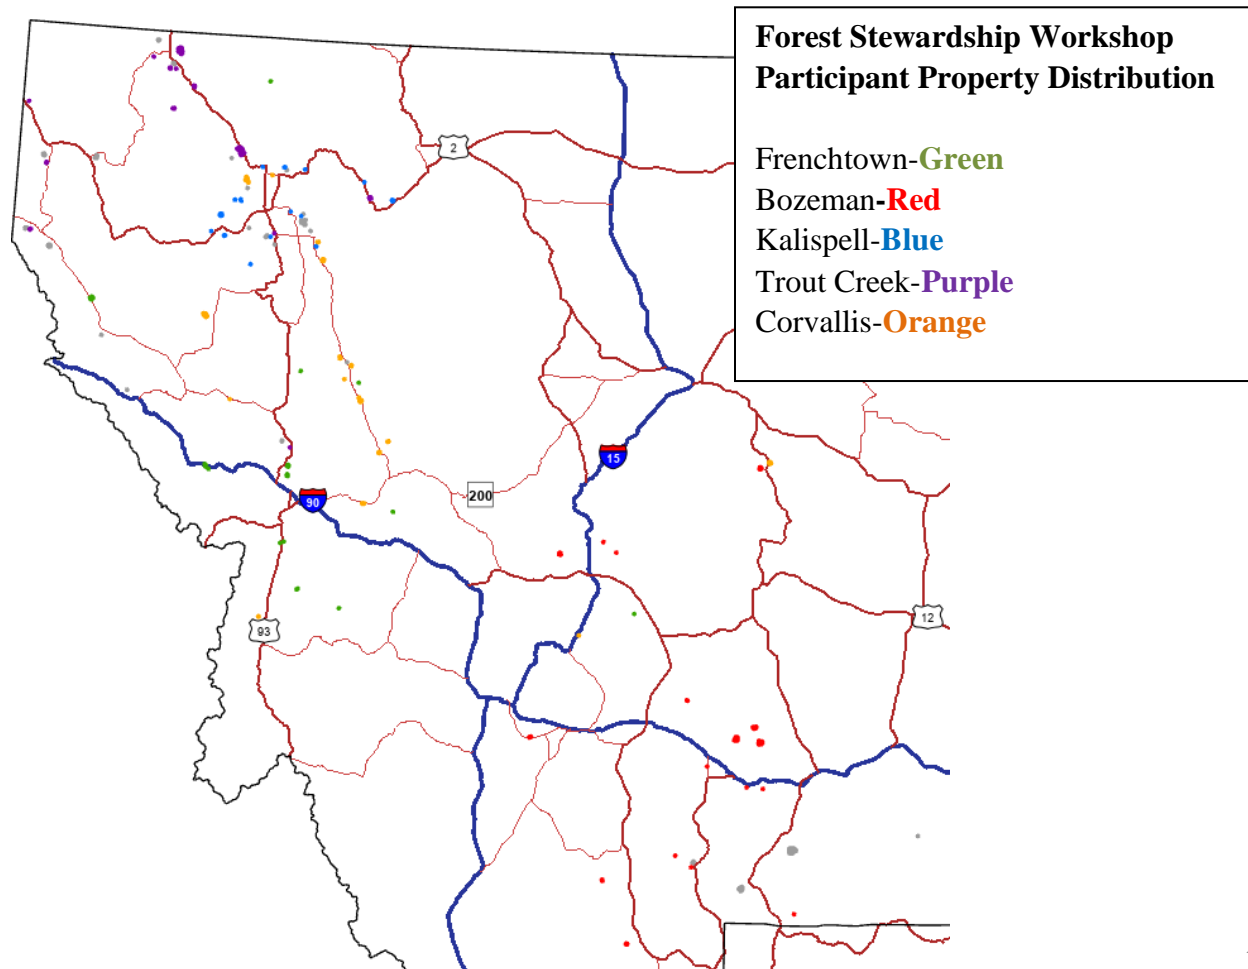 Forest Stewardship Workshop
Participant Property Distribution
Frenchtown-Green
Bozeman-Red
Kalispell-Blue
Trout Creek-Purple
Corvallis-Orange
2
15
200
90
12
93